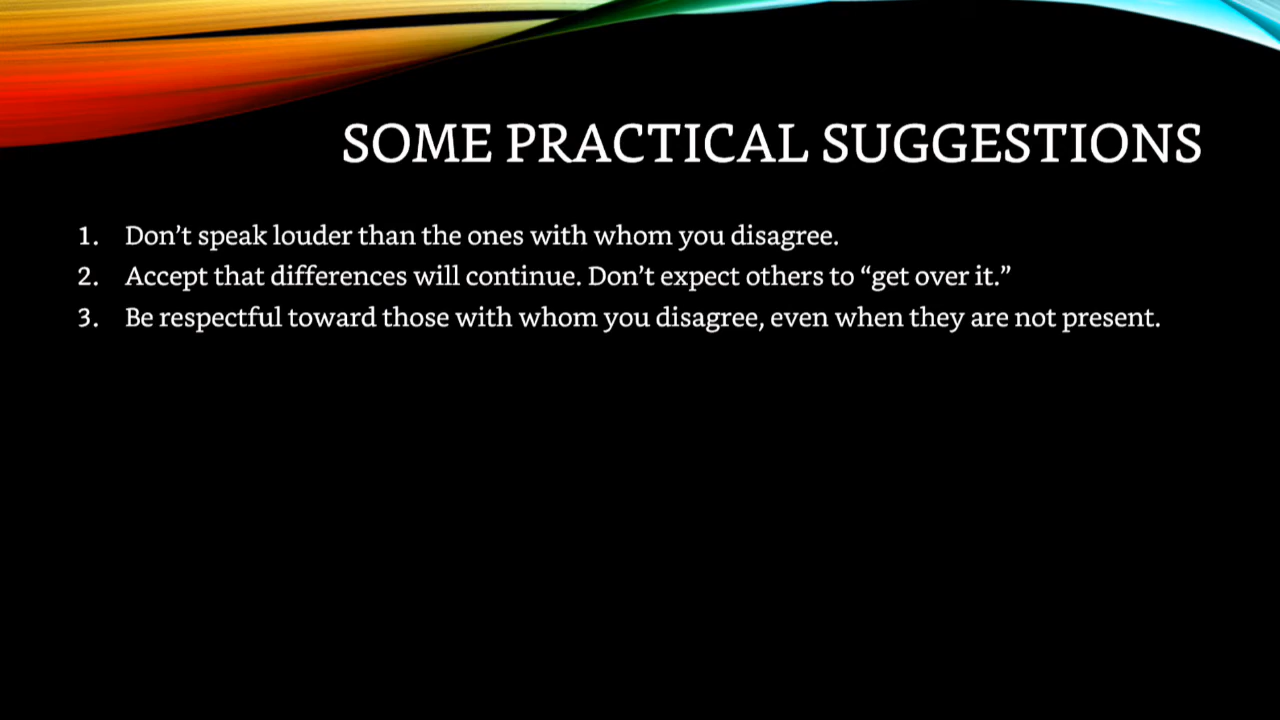 SOME PRACTICAL SUGGESTIONS
1. Don’t speak louder than the ones with whom you disagree.
2. Accept that differences will continue. Don’t expect others to “get over it.”
3. Be respectful toward those with whom you disagree, even when they are not present.